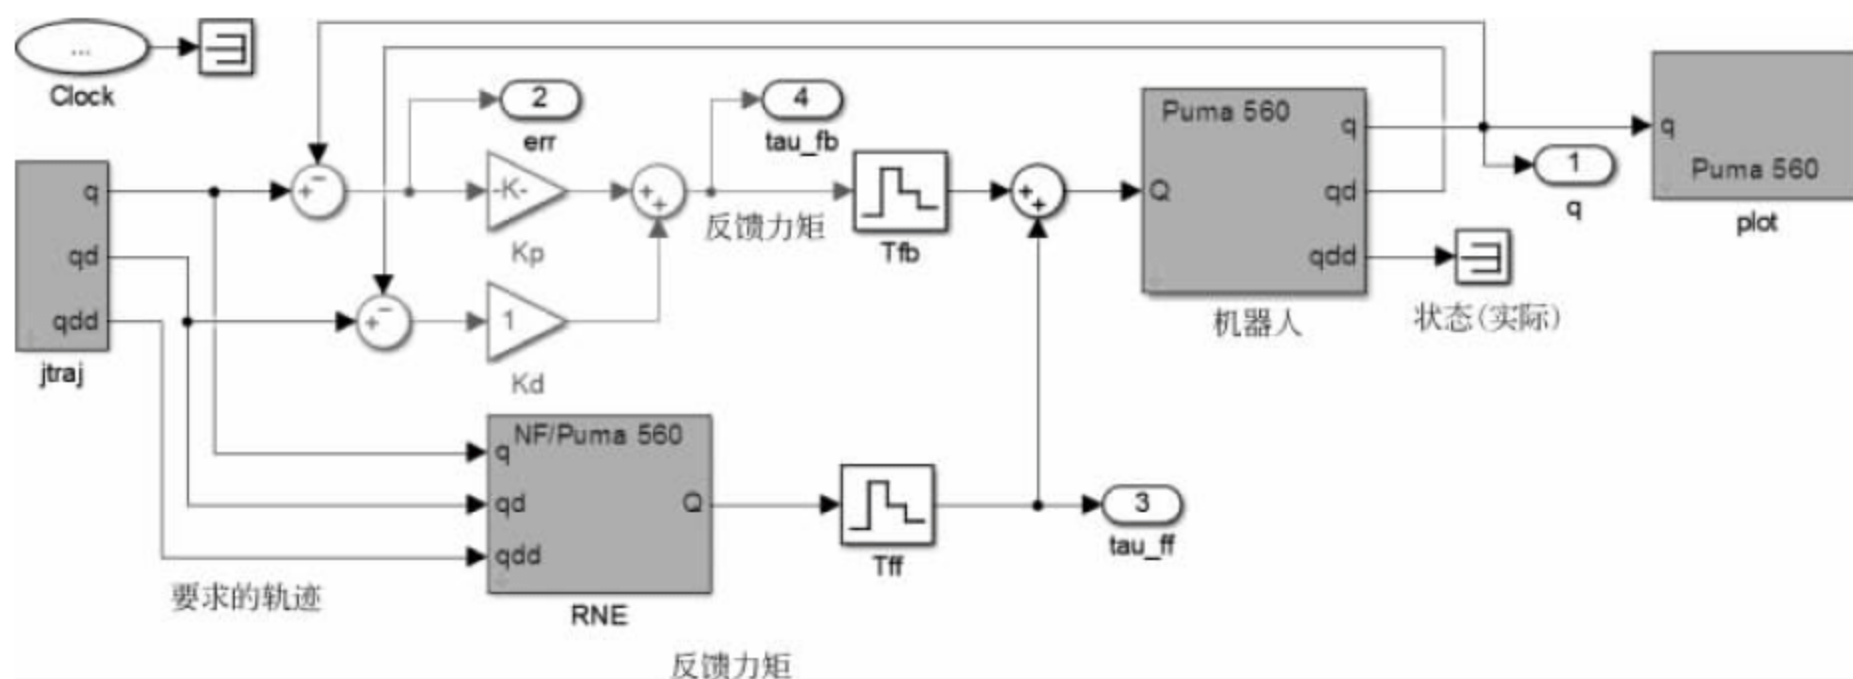 ...
Clock
jtraj
q
qd
qdd
要求的轨迹
2
err
-K-
Kp
1
Kd
4
tau_fb
反馈力矩
Tfb
NF/Puma 560
q
qd
qdd
Q
RNE
反馈力矩
Tff
3
tau_ff
Puma 560
Q
q
qd
qdd
机器人
状态(实际)
1
q
q
Puma 560
plot